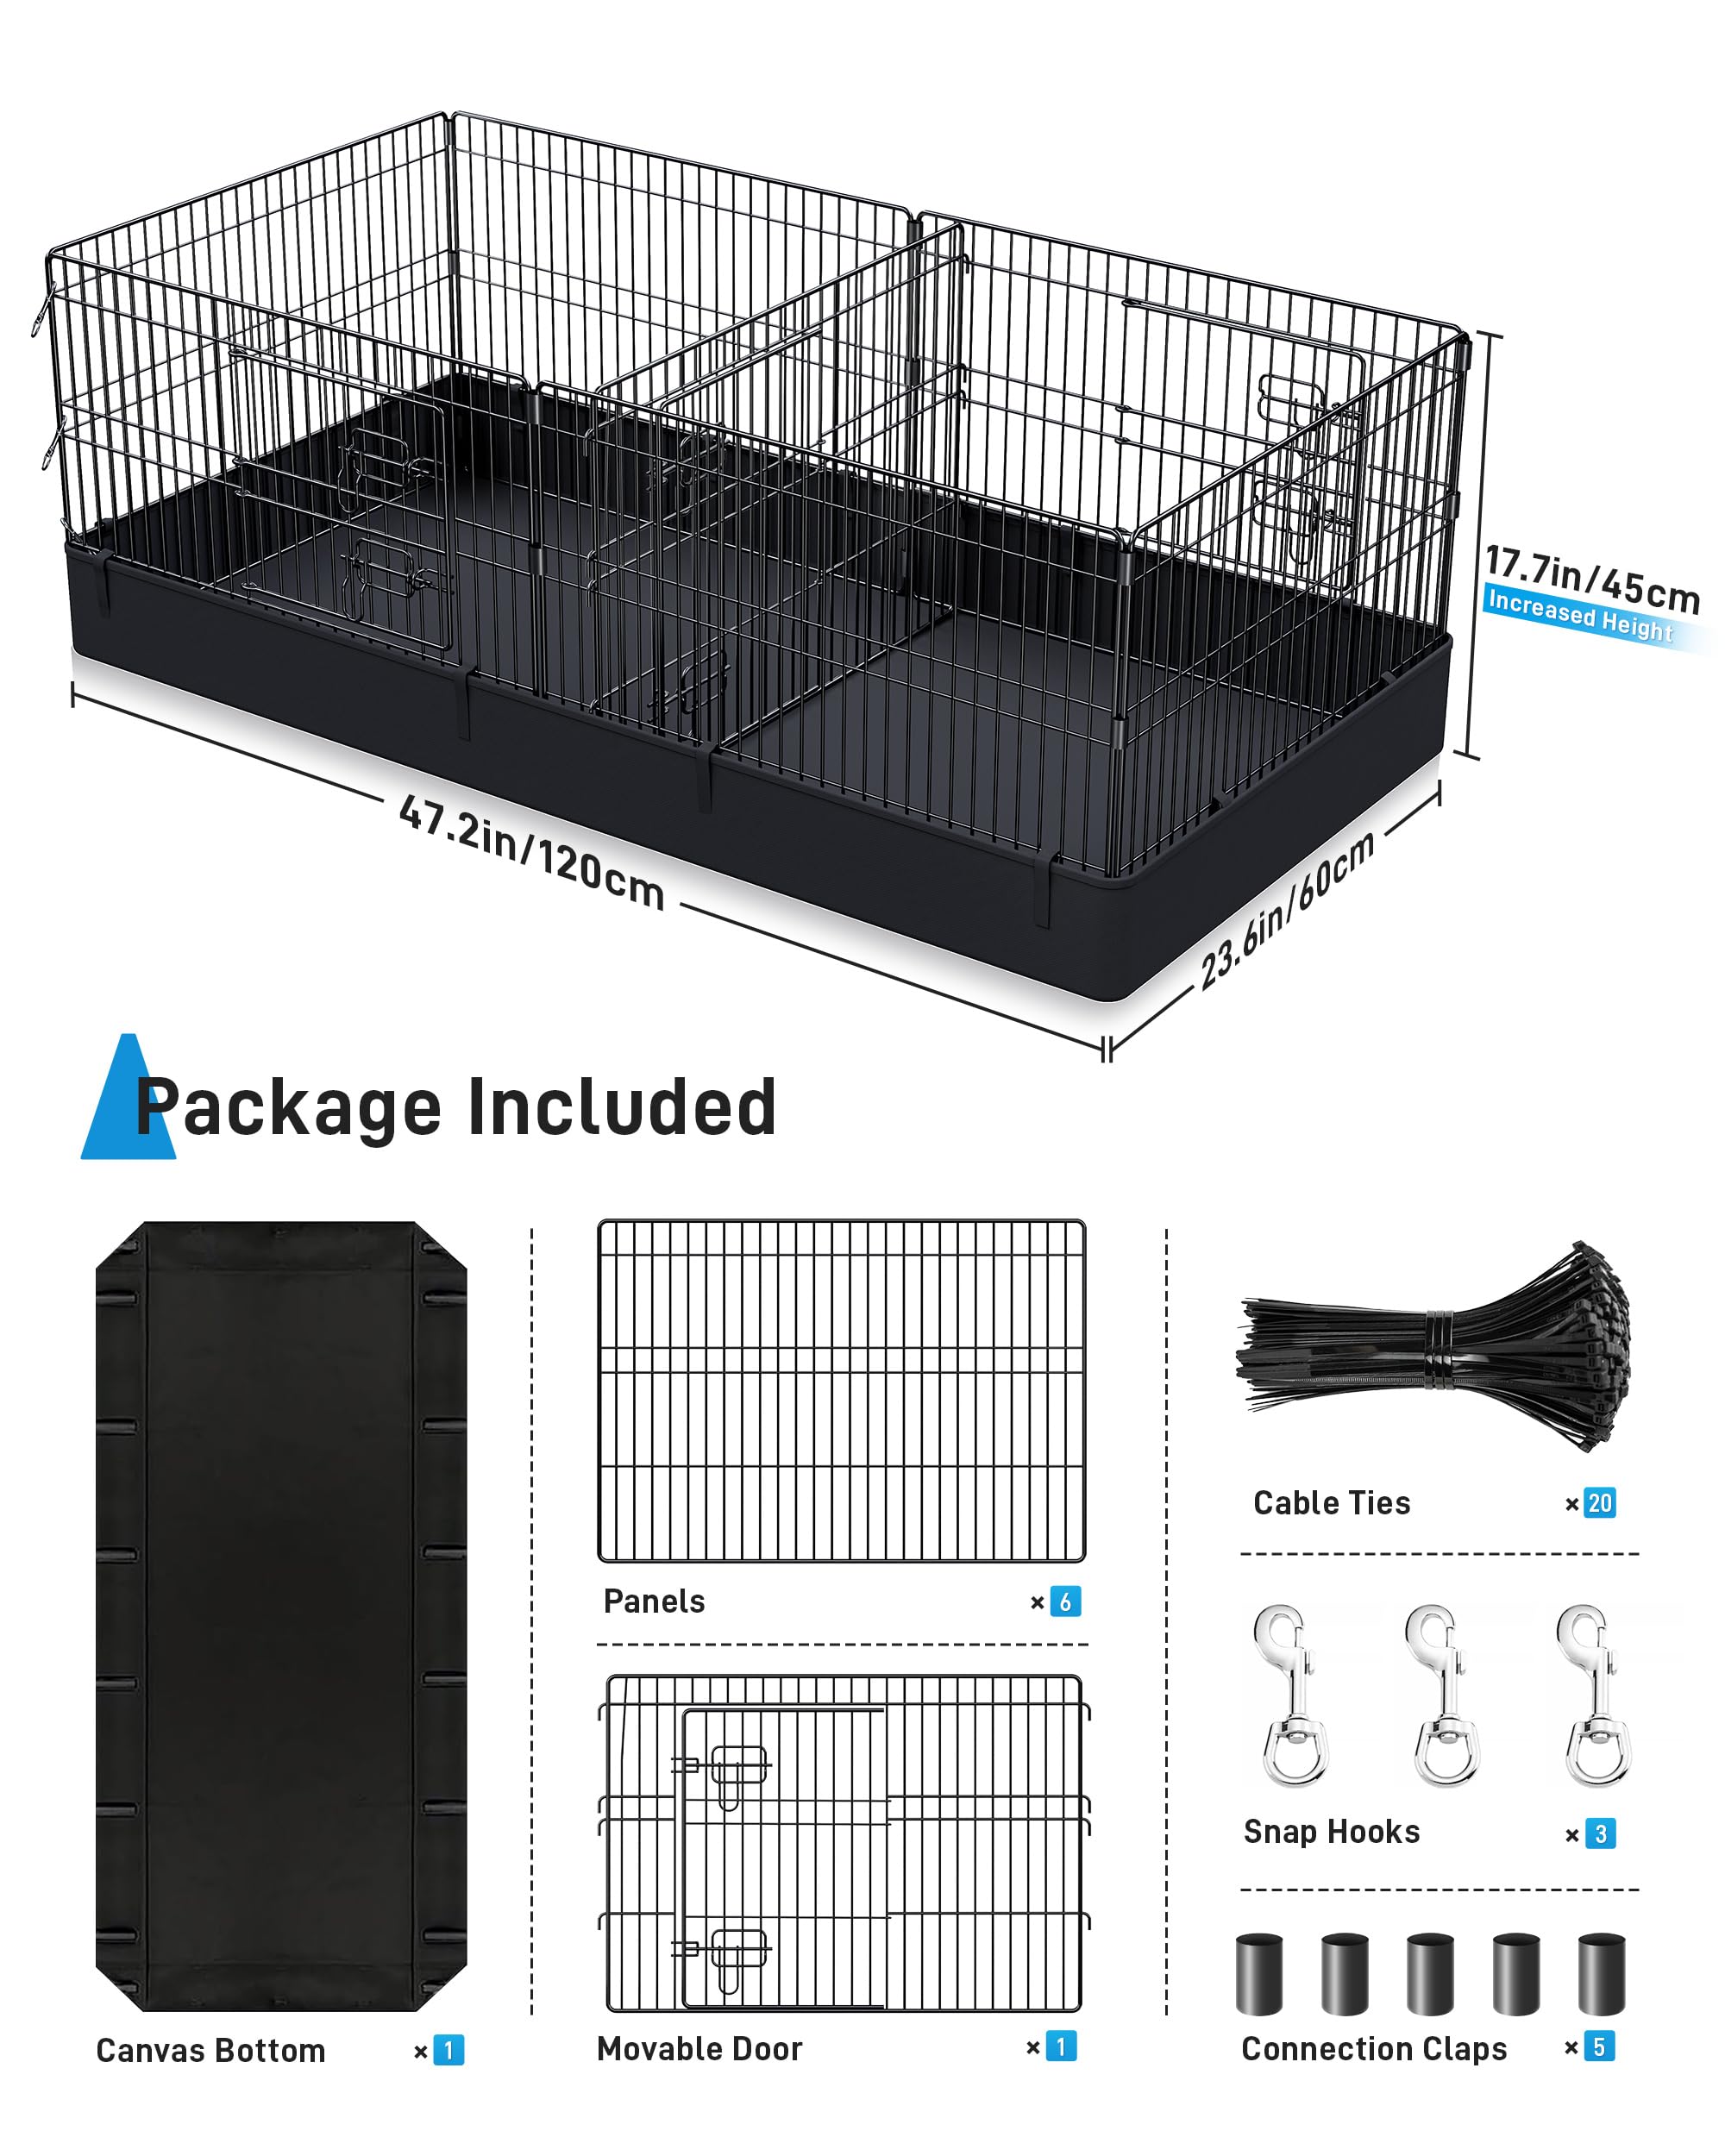 17.7in/45cm
Increased Height
47.2in/120cm
23.6in/60cm
Package Included
Canvas Bottom ×1
Panels ×6
Movable Door ×1
Cable Ties ×20
Snap Hooks ×3
Connection Claps ×5